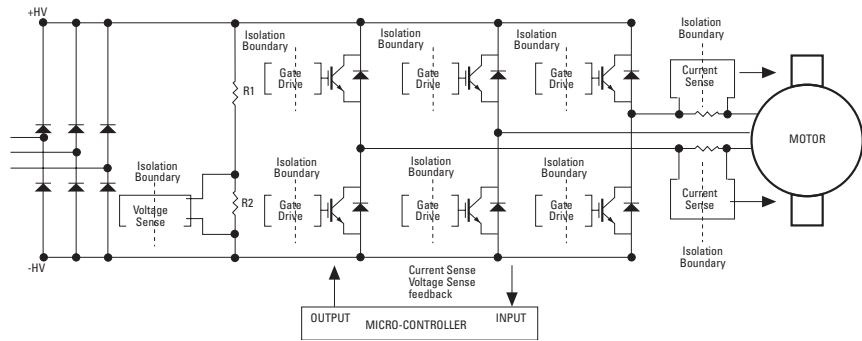 +HV
Isolation
Boundary
Isolation
Boundary
Isolation
Boundary
Isolation
Boundary
Gate
Drive
Gate
Drive
Gate
Drive
Current
Sense
R1
MOTOR
Isolation
Boundary
Voltage
Sense
R2
Isolation
Boundary
Isolation
Boundary
Isolation
Boundary
Gate
Drive
Gate
Drive
Gate
Drive
Current
Sense
Isolation
Boundary
-HV
Current Sense
Voltage Sense
feedback
OUTPUT
INPUT
MICRO-CONTROLLER